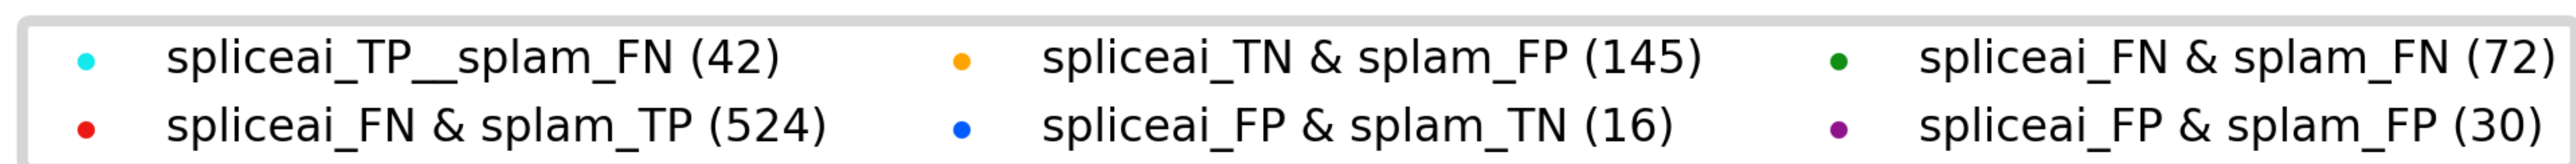 spliceai_TP__splam_FN (42) spliceai_TN & splam_FP (145) spliceai_FN & splam_FN (72)
spliceai_FN & splam_TP (524) spliceai_FP & splam_TN (16) spliceai_FP & splam_FP (30)